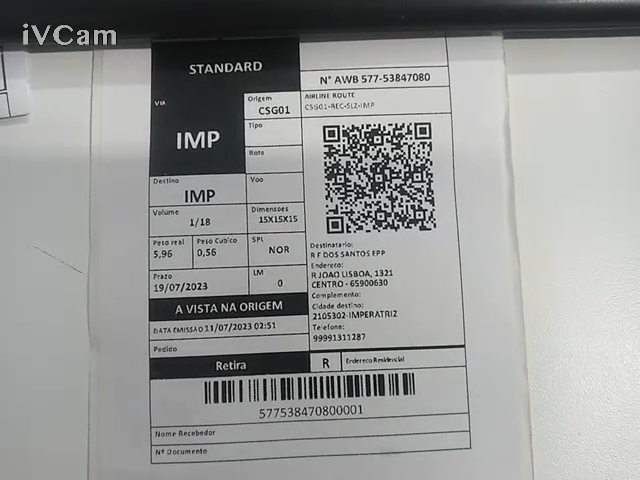 iVCam
STANDARD
N° AWB 577-53847080
VIA
IMP
Origem
CSG01
AIRLINE ROUTE
CSG01-REC-SLZ-IMP
Tipo
Rota
Destino
IMP
Voo
Volume
1/18
Dimensoes
15X15X15
Peso real
5,96
Peso Cubico
0,56
SPL
NOR
Prazo
19/07/2023
LM
0
A VISTA NA ORIGEM
DATA EMISSAO 11/07/2023 02:51
Pedido
Destinatario:
R F DOS SANTOS EPP
Endereco:
R JOAO LISBOA, 1321
CENTRO - 65900630
Complemento:
Cidade destino:
2105302-IMPERATRIZ
Telefone:
99991311287
Retira
R
Endereco Residencial
577538470800001
Nome Recebedor
Nº Documento